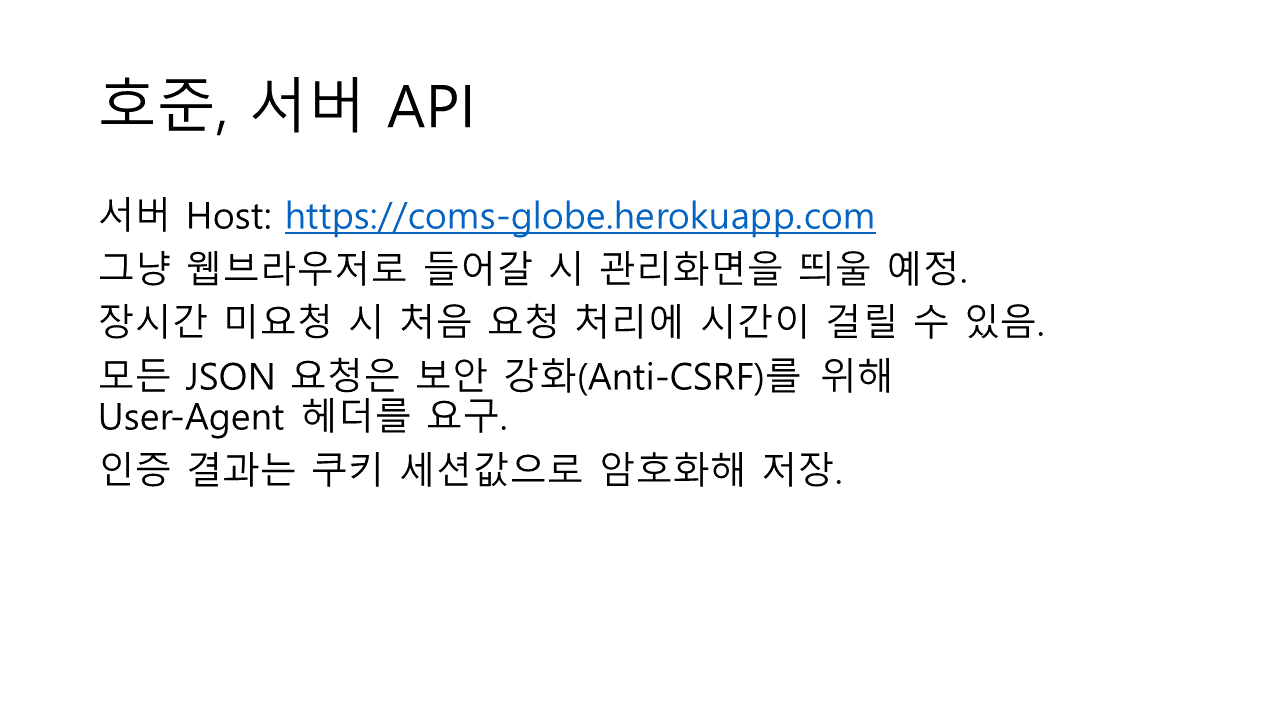 호준, 서버 API
서버 Host: https://coms-globe.herokuapp.com
그냥 웹브라우저로 들어갈 시 관리화면을 띄울 예정.
장시간 미요청 시 처음 요청 처리에 시간이 걸릴 수 있음.
모든 JSON 요청은 보안 강화(Anti-CSRF)를 위해
User-Agent 헤더를 요구.
인증 결과는 쿠키 세션값으로 암호화해 저장.